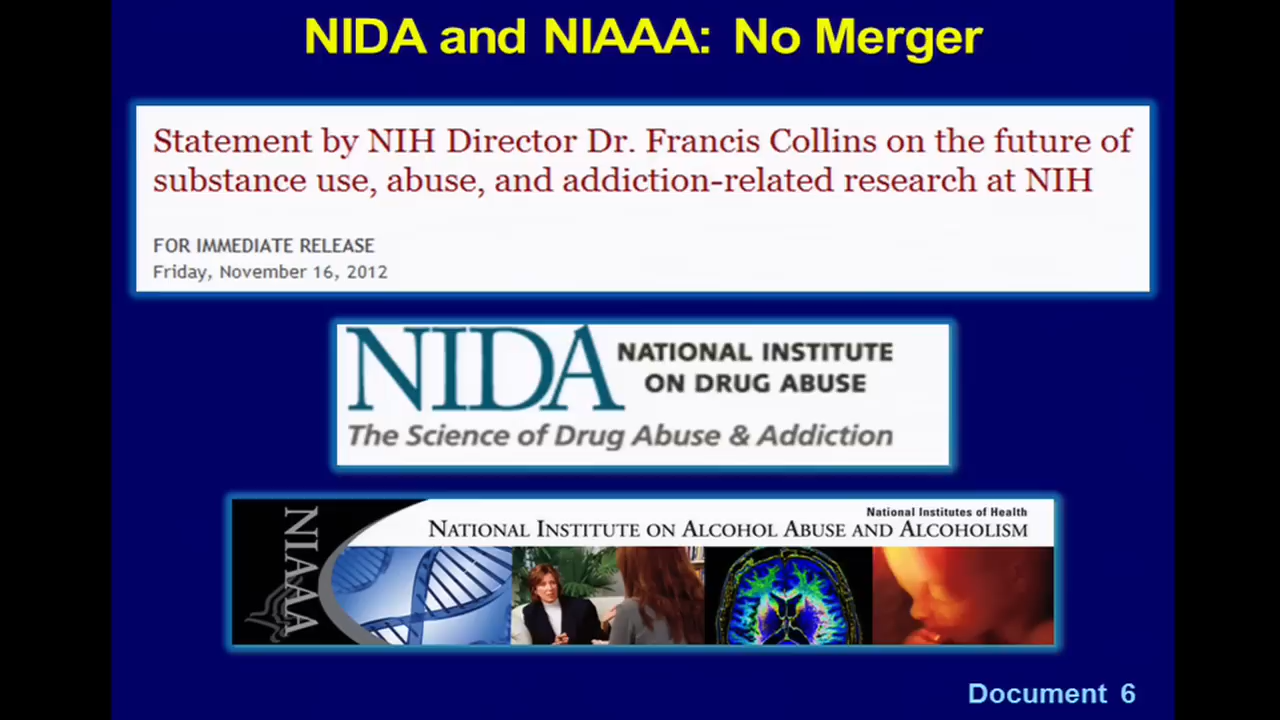 NIDA and NIAAA: No Merger
Statement by NIH Director Dr. Francis Collins on the future of
substance use, abuse, and addiction-related research at NIH
FOR IMMEDIATE RELEASE
Friday, November 16, 2012
NIDA
NATIONAL INSTITUTE
ON DRUG ABUSE
The Science of Drug Abuse & Addiction
NIAAA
National Institutes of Health
NATIONAL INSTITUTE ON ALCOHOL ABUSE AND ALCOHOLISM
Document 6